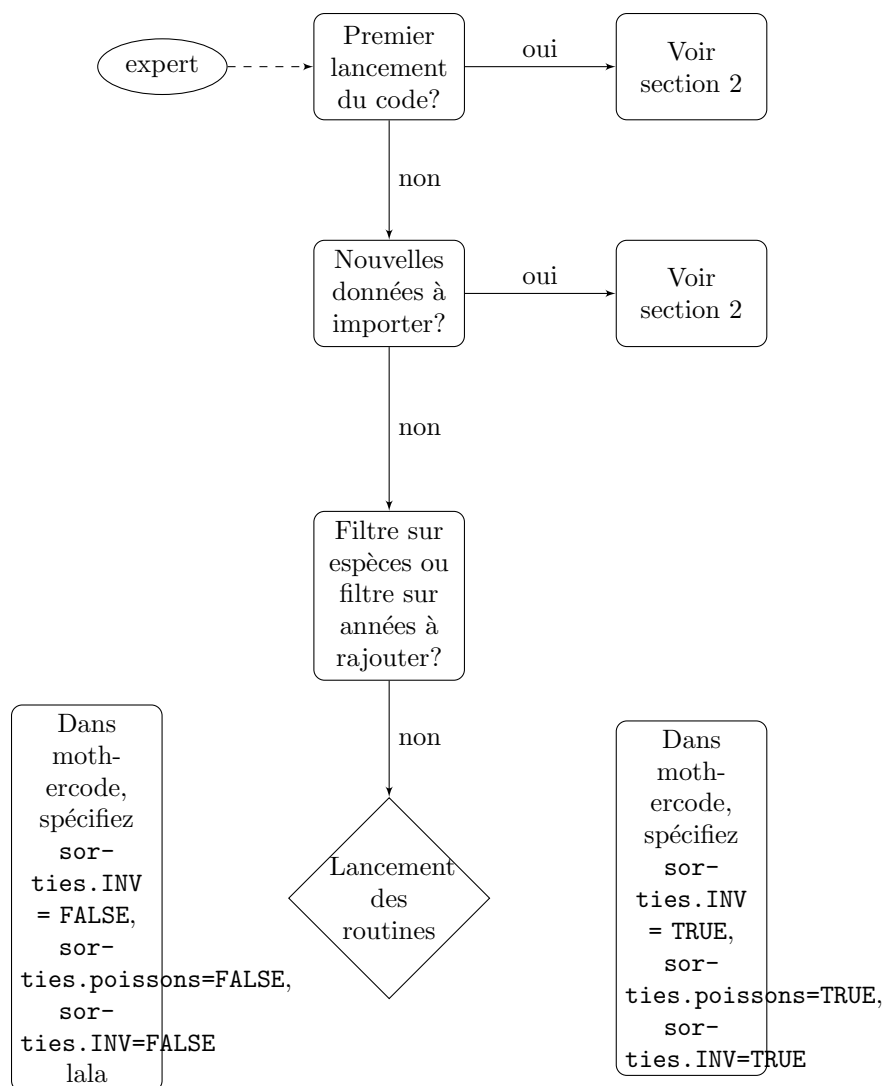 expert
Premier
lancement
du code?
oui
Voir
section 2
non
Nouvelles
données à
importer?
oui
Voir
section 2
non
Filtre sur
espèces ou
filtre sur
années à
rajouter?
non
Dans
moth-
ercode,
spécifiez
sor-
ties.INV
= FALSE,
sor-
ties.poissons=FALSE,
sor-
ties.INV=FALSE
lala
Lancement
des
routines
Dans
moth-
ercode,
spécifiez
sor-
ties.INV
= TRUE,
sor-
ties.poissons=TRUE,
sor-
ties.INV=TRUE